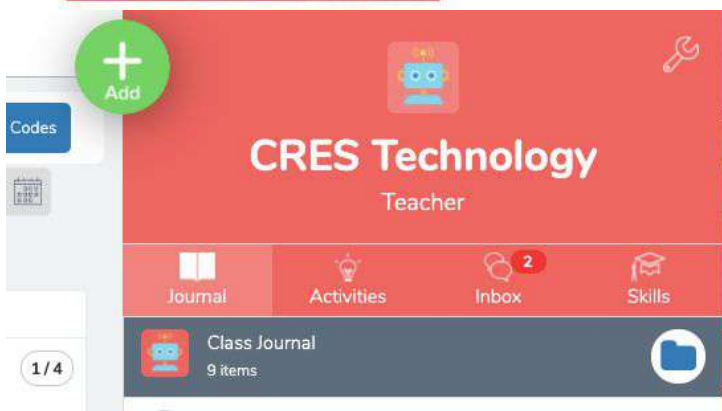 Add
Codes
CRES Technology
Teacher
Journal
Activities
2
Inbox
Skills
Class Journal
9 items
1/4